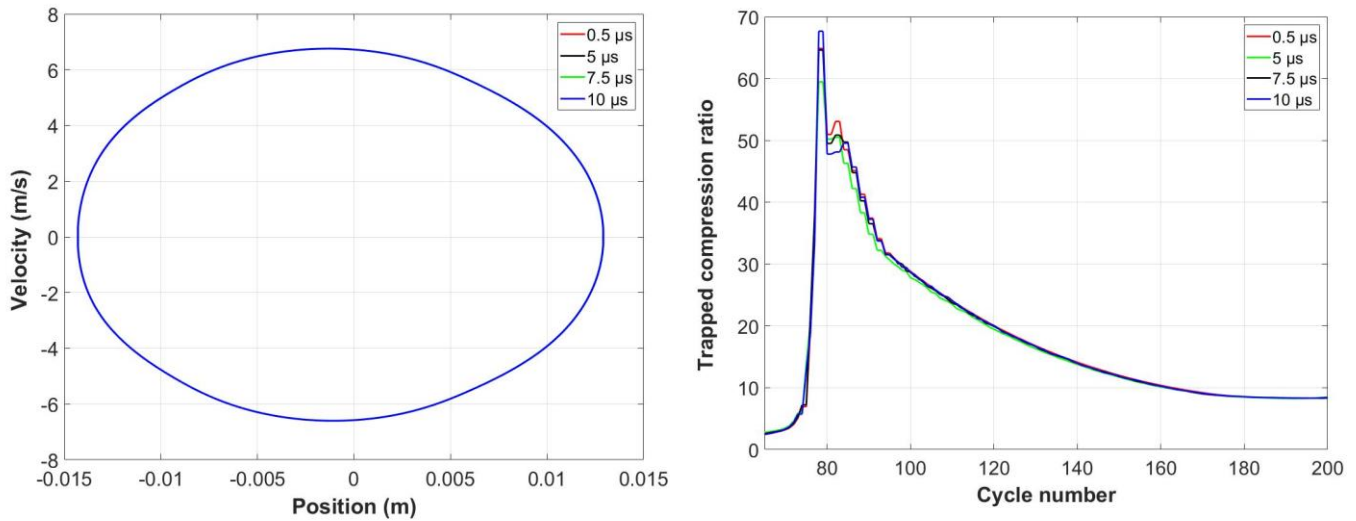 8
6
4
2
0
-2
-4
-6
-8
Velocity (m/s)
-0.015 -0.01 -0.005 0 0.005 0.01 0.015
Position (m)
0.5 µs
5 µs
7.5 µs
10 µs
70
60
50
40
30
20
10
0
Trapped compression ratio
80 100 120 140 160 180 200
Cycle number
0.5 µs
5 µs
7.5 µs
10 µs